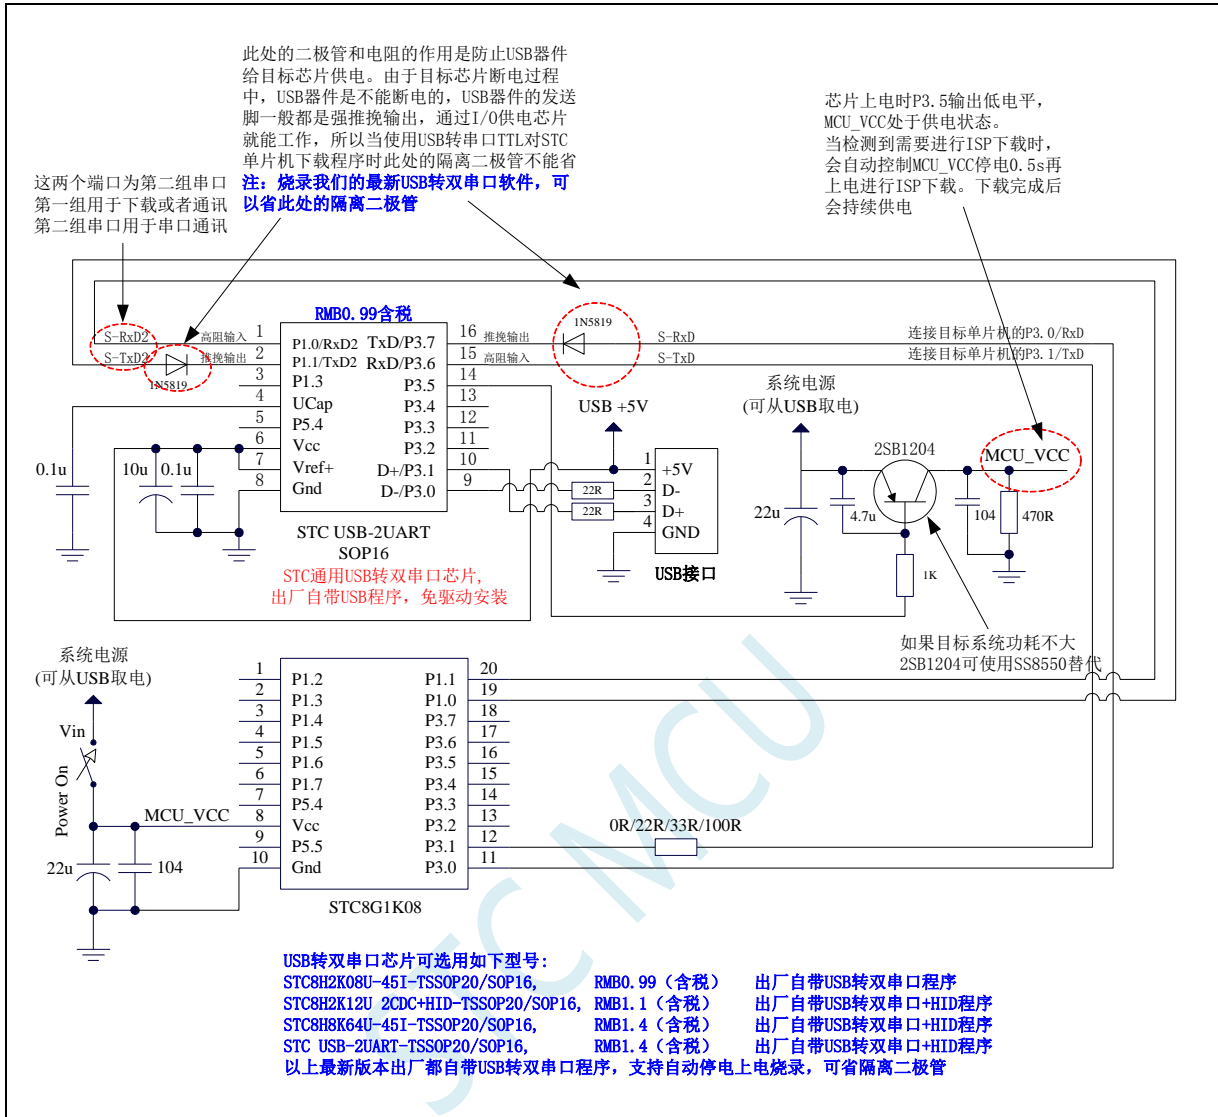 此处的二极管和电阻的作用是防止USB器件
给目标芯片供电。由于目标芯片断电过程
中，USB器件是不能断电的，USB器件的发送
脚一般都是强推挽输出，通过I/O供电芯片
就能工作，所以当使用USB转串口TTL对STC
单片机下载程序时此处的隔离二极管不能省
注：烧录我们的最新USB转双串口软件，可
以省此处的隔离二极管
芯片上电时P3.5输出低电平，
MCU_VCC处于供电状态。
当检测到需要进行ISP下载时，
会自动控制MCU_VCC停电0.5s再
上电进行ISP下载。下载完成后
会持续供电
这两个端口为第二组串口
第一组用于下载或者通讯
第二组串口用于串口通讯
RMB0.99含税
S-RxD2 高阻输入 1 P1.0/RxD2 TxD/P3.7 16 推挽输出 1N5819 S-RxD 连接目标单片机的P3.0/RxD
S-TxD2 1N5819 推挽输出 2 P1.1/TxD2 RxD/P3.6 15 高阻输入 S-TxD 连接目标单片机的P3.1/TxD
3 P1.3 P3.5 14
4 UCap P3.4 13
5 P5.4 P3.3 12
6 Vcc P3.2 11
7 Vref+ D+/P3.1 10
8 Gnd D-/P3.0 9
0.1u 10u 0.1u
STC USB-2UART
SOP16
STC通用USB转双串口芯片,
出厂自带USB程序，免驱动安装
USB +5V
1 +5V
22R 2 D-
22R 3 D+
4 GND
USB接口
系统电源
(可从USB取电)
2SB1204
MCU_VCC
22u 4.7u 104 470R
1K
如果目标系统功耗不大
2SB1204可使用SS8550替代
系统电源
(可从USB取电)
Vin
Power On
MCU_VCC
22u 104
1 P1.2 P1.1 20
2 P1.3 P1.0 19
3 P1.4 P3.7 18
4 P1.5 P3.6 17
5 P1.6 P3.5 16
6 P1.7 P3.4 15
7 P5.4 P3.3 14
8 Vcc P3.2 13
9 P5.5 P3.1 12
10 Gnd P3.0 11
0R/22R/33R/100R
STC8G1K08
STC MCU
USB转双串口芯片可选用如下型号:
STC8H2K08U-45I-TSSOP20/SOP16, RMB0.99（含税） 出厂自带USB转双串口程序
STC8H2K12U 2CDC+HID-TSSOP20/SOP16, RMB1.1（含税） 出厂自带USB转双串口+HID程序
STC8H8K64U-45I-TSSOP20/SOP16, RMB1.4（含税） 出厂自带USB转双串口+HID程序
STC USB-2UART-TSSOP20/SOP16, RMB1.4（含税） 出厂自带USB转双串口+HID程序
以上最新版本出厂都自带USB转双串口程序，支持自动停电上电烧录，可省隔离二极管